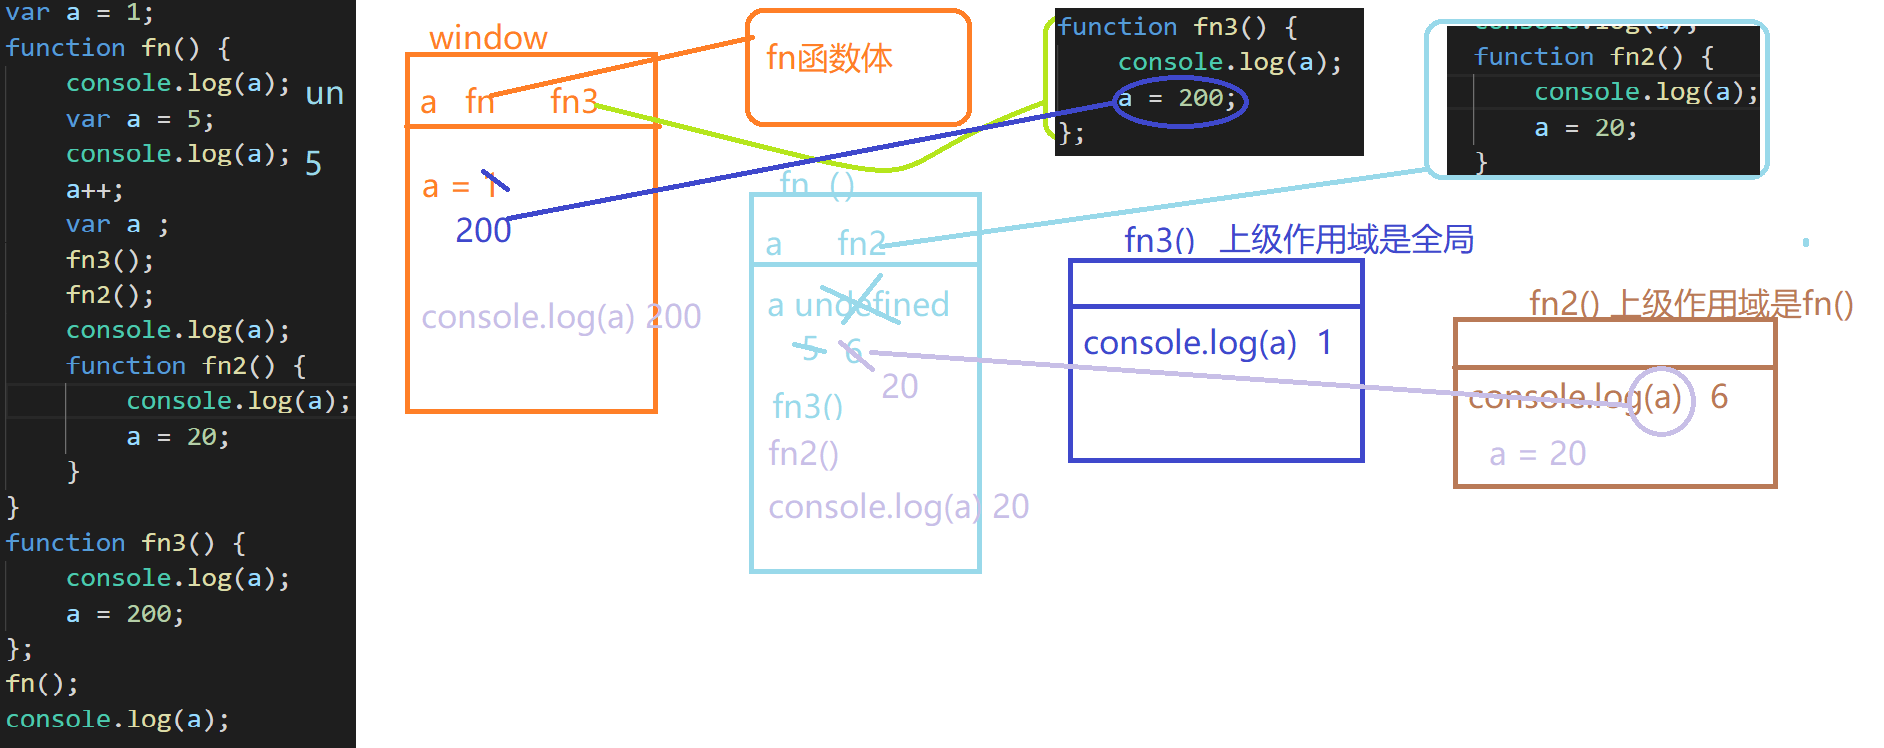 var a = 1;
function fn() {
console.log(a);
var a = 5;
console.log(a);
a++;
var a ;
fn3();
fn2();
console.log(a);
function fn2() {
console.log(a);
a = 20;
}
}
function fn3() {
console.log(a);
a = 200;
};
fn();
console.log(a);
un
5
window
a fn fn3
a = 1
200
console.log(a) 200
fn函数体
fn ()
a fn2
a undefined
5 6
20
fn3()
fn2()
console.log(a) 20
function fn3() {
console.log(a);
a = 200;
};
fn3() 上级作用域是全局
console.log(a) 1
console.log(a);
function fn2() {
console.log(a);
a = 20;
}
fn2() 上级作用域是fn()
console.log(a) 6
a = 20